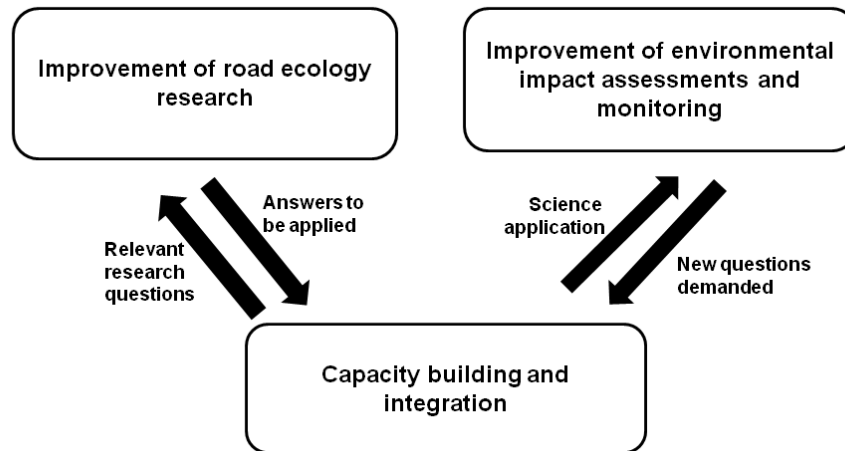 Improvement of road ecology
research
Improvement of environmental
impact assessments and
monitoring
Answers to
be applied
Relevant
research
questions
Science
application
New questions
demanded
Capacity building and
integration